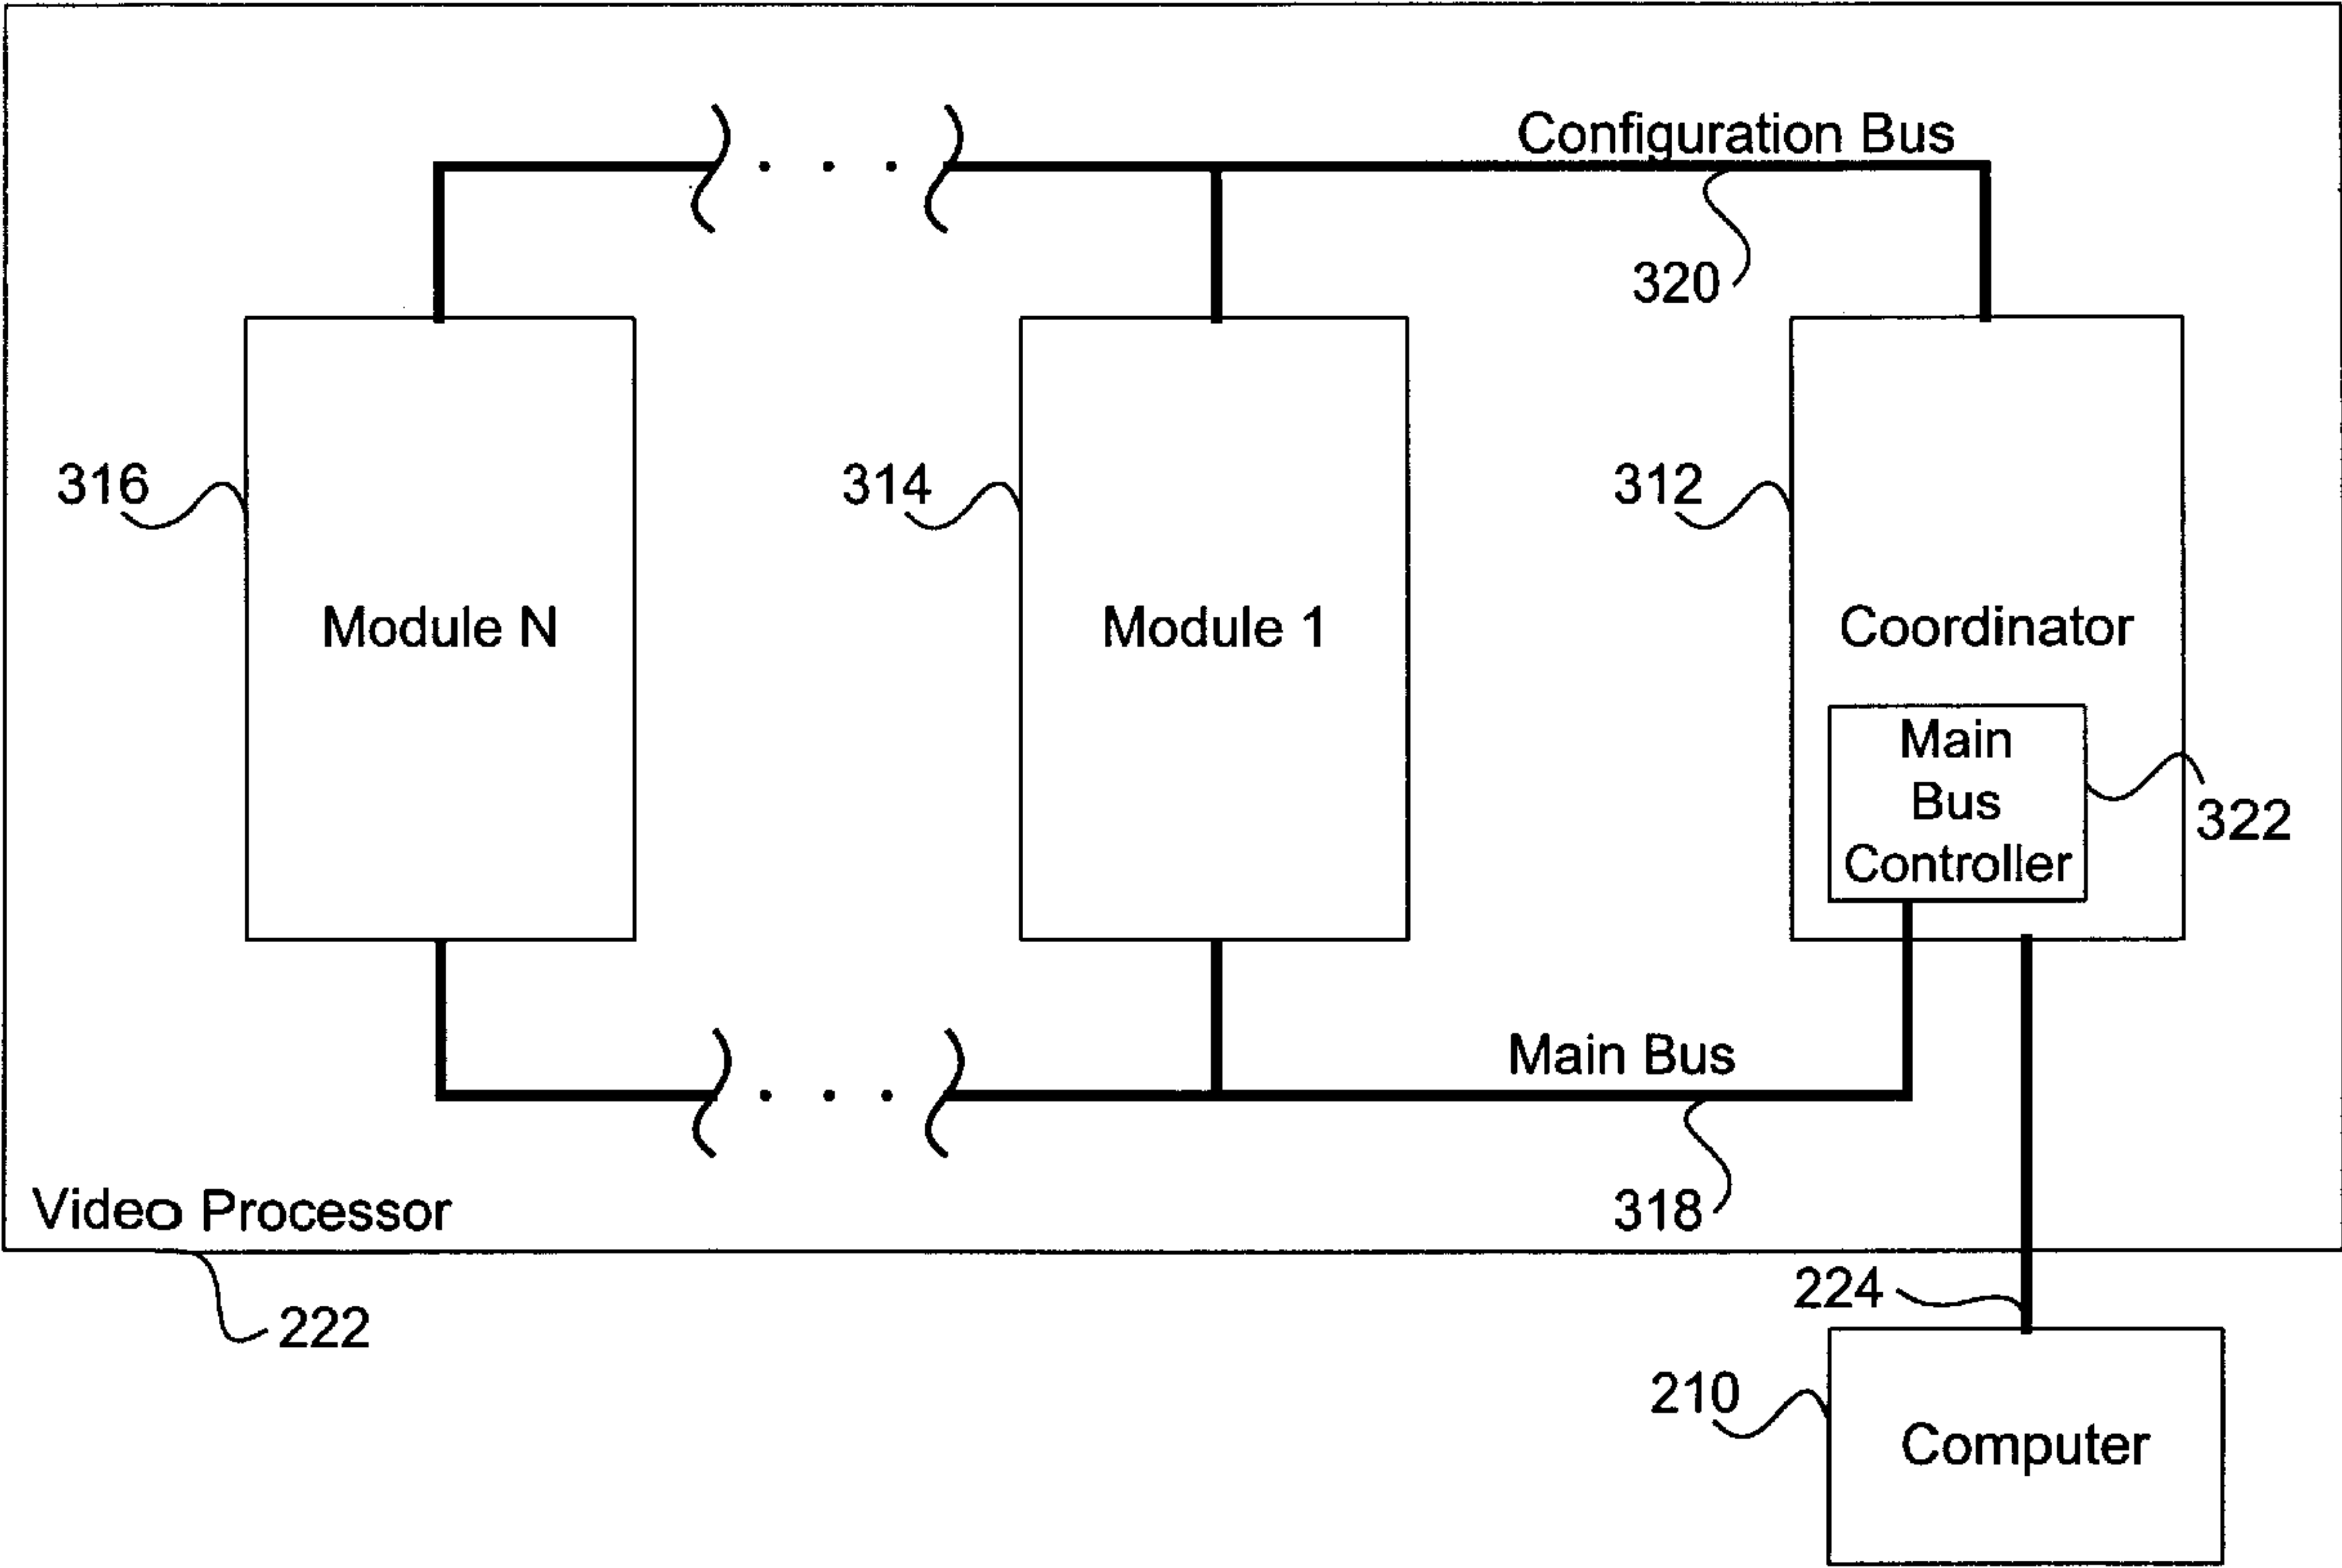 Configuration Bus
320
316
314
312
Module N
Module 1
Coordinator
Main
Bus
Controller
322
Main Bus
318
Video Processor
222
224
210
Computer